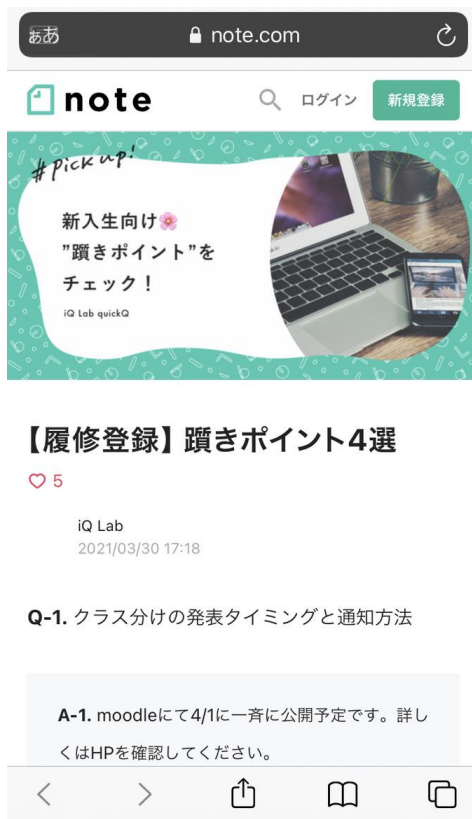 ぁあ
note.com
note
ログイン
新規登録
#Pick up!
新入生向け🌸
”躓きポイント”を
チェック！
iQ Lab quickQ
【履修登録】躓きポイント4選
5
iQ Lab
2021/03/30 17:18
Q-1. クラス分けの発表タイミングと通知方法
A-1. moodleにて4/1に一斉に公開予定です。詳し
くはHPを確認してください。